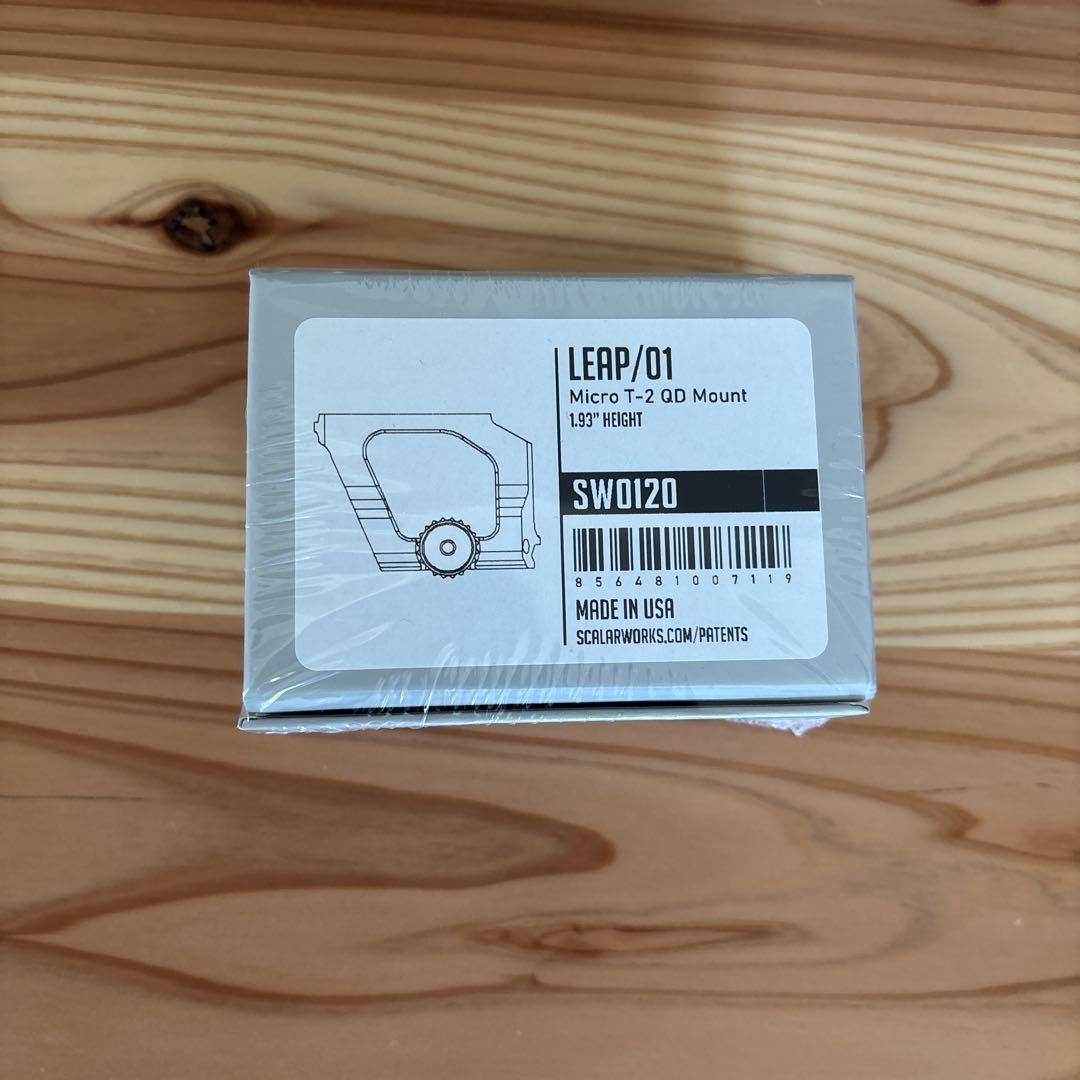 LEAP/01
Micro T-2 QD Mount
1.93” HEIGHT
SW0120
856481007119
MADE IN USA
SCALARWORKS.COM/PATENTS